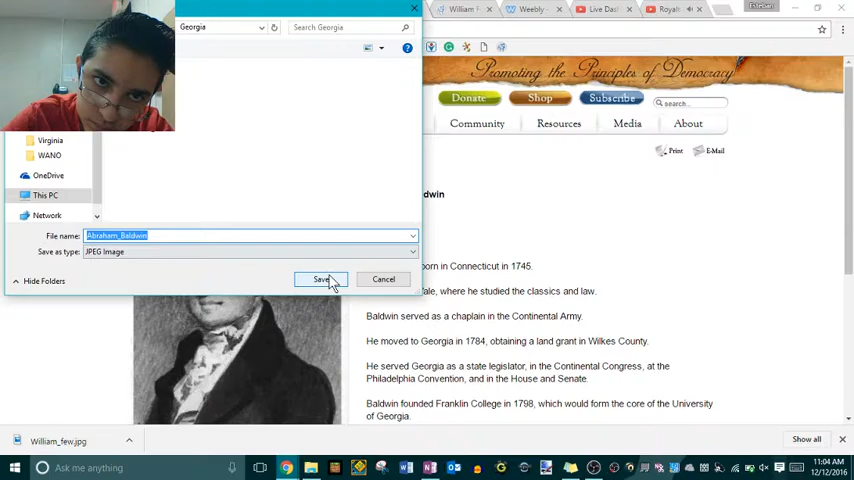 Esteban
William F
Weebly -
Live Das
Royal
Georgia
Search Georgia
Promoting the Principles of Democracy
Donate
Shop
Subscribe
search...
Community
Resources
Media
About
Print
E-Mail
Virginia
WANO
OneDrive
This PC
Network
dwin
File name:
Abraham_Baldwin
Save as type:
JPEG Image
Hide Folders
Save
Cancel
orn in Connecticut in 1745.
ale, where he studied the classics and law.
Baldwin served as a chaplain in the Continental Army.
He moved to Georgia in 1784, obtaining a land grant in Wilkes County.
He served Georgia as a state legislator, in the Continental Congress, at the
Philadelphia Convention, and in the House and Senate.
Baldwin founded Franklin College in 1798, which would form the core of the University
of Georgia.
William_few.jpg
Show all
Ask me anything
11:04 AM
12/12/2016